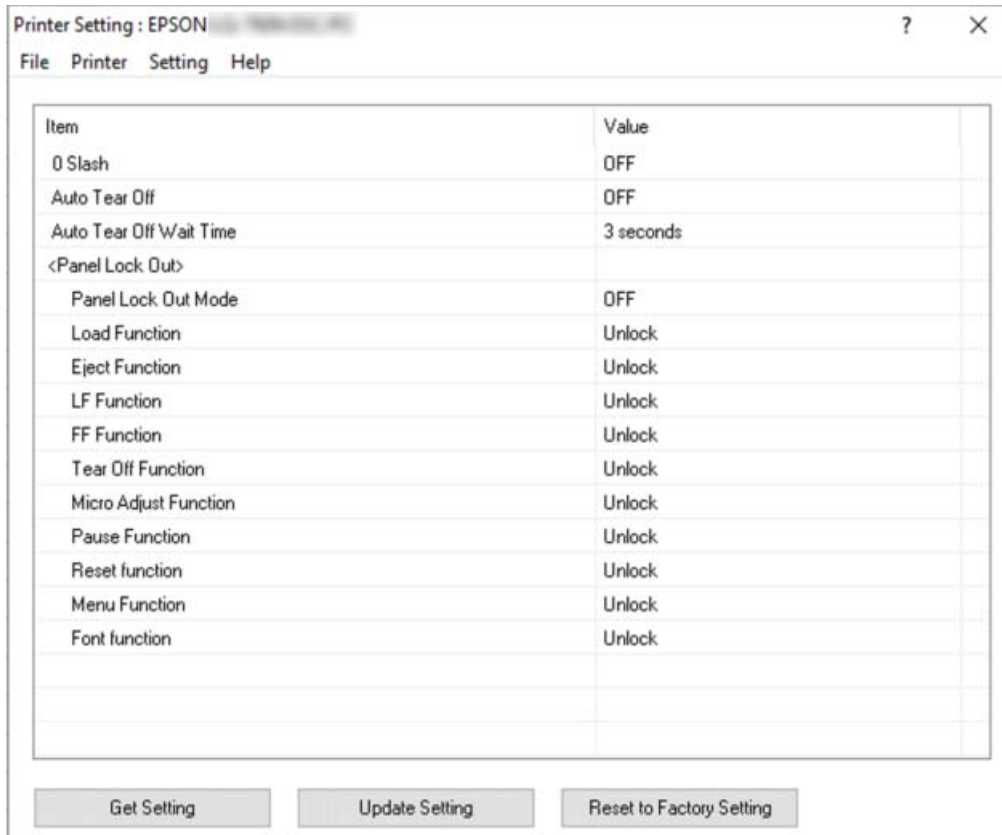 Printer Setting : EPSON
? ×
File Printer Setting Help
Item Value
0 Slash OFF
Auto Tear Off OFF
Auto Tear Off Wait Time 3 seconds
<Panel Lock Out>
Panel Lock Out Mode OFF
Load Function Unlock
Eject Function Unlock
LF Function Unlock
FF Function Unlock
Tear Off Function Unlock
Micro Adjust Function Unlock
Pause Function Unlock
Reset function Unlock
Menu Function Unlock
Font function Unlock
Get Setting Update Setting Reset to Factory Setting